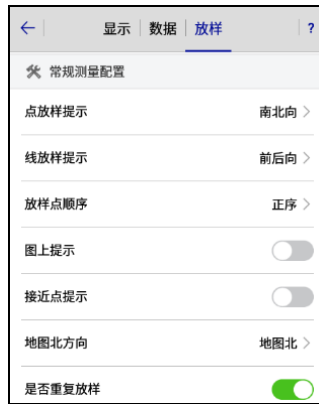 显示 数据 放样 ?
常规测量配置
点放样提示 南北向
线放样提示 前后向
放样点顺序 正序
图上提示
接近点提示
地图北方向 地图北
是否重复放样